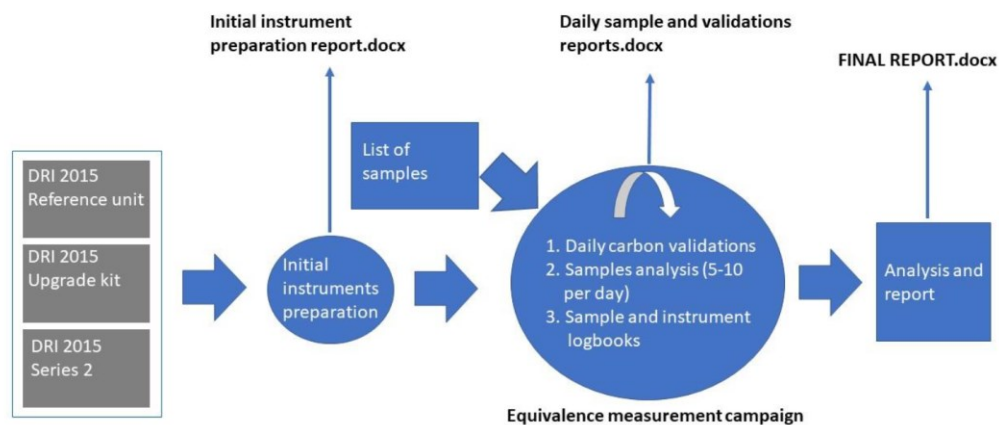 Initial instrument
preparation report.docx
Daily sample and validations
reports.docx
FINAL REPORT.docx
List of
samples
DRI 2015
Reference unit
DRI 2015
Upgrade kit
DRI 2015
Series 2
Initial
instruments
preparation
1. Daily carbon validations
2. Samples analysis (5-10
per day)
3. Sample and instrument
logbooks
Analysis and
report
Equivalence measurement campaign